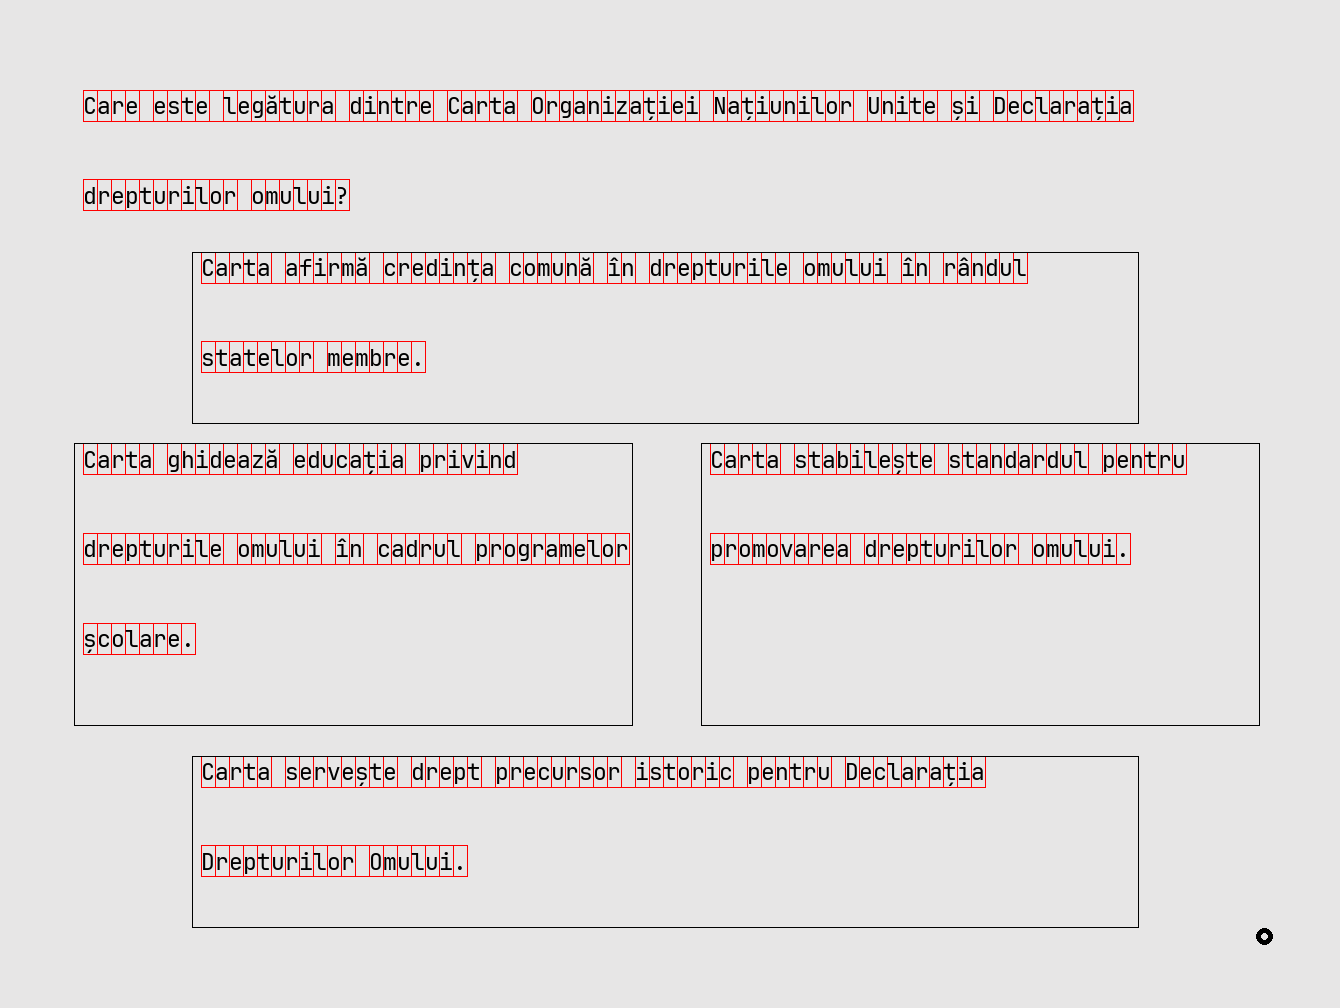 Care este legătura dintre Carta Organizației Națiunilor Unite și Declarația
drepturilor omului?
Carta afirmă credința comună în drepturile omului în rândul
statelor membre.
Carta ghidează educația privind
drepturile omului în cadrul programelor
școlare.
Carta stabilește standardul pentru
promovarea drepturilor omului.
Carta servește drept precursor istoric pentru Declarația
Drepturilor Omului.